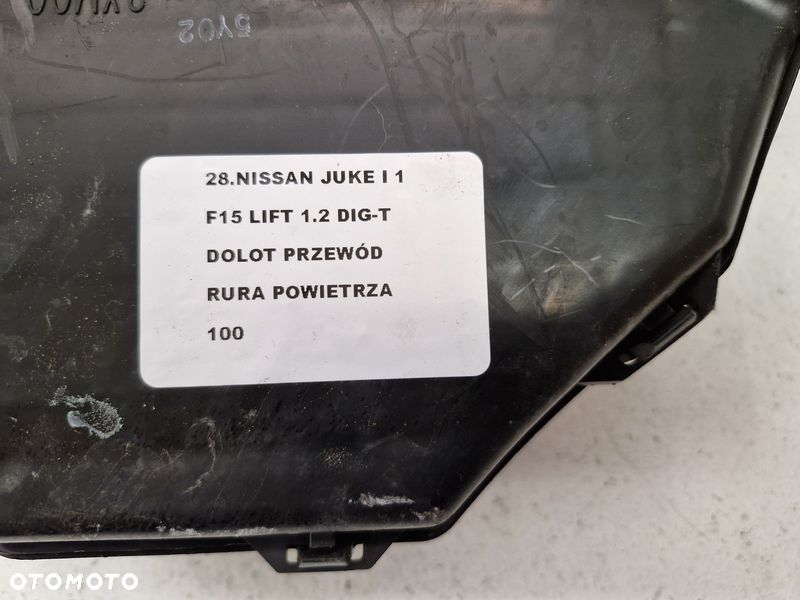 5Y02
28.NISSAN JUKE I 1
F15 LIFT 1.2 DIG-T
DOLOT PRZEWÓD
RURA POWIETRZA
100
OTOMOTO